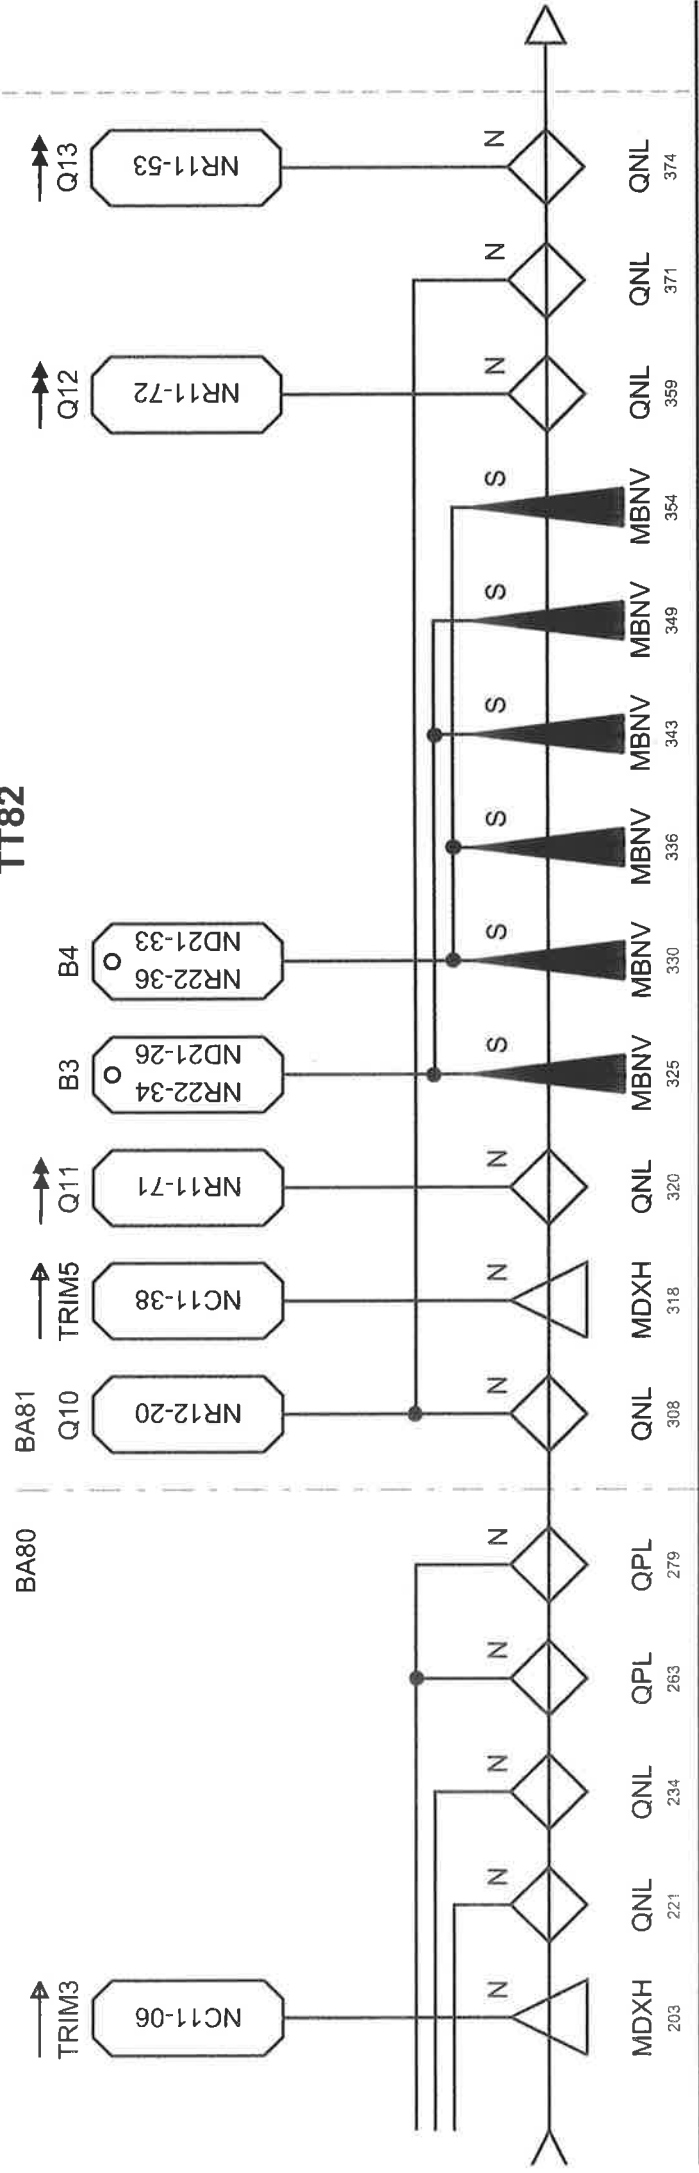 TT82
BA80
BA81
TRIM3
NC11-06
N
MDXH
203
N
QNL
221
N
QNL
234
N
QPL
263
N
QPL
279
Q10
NR12-20
N
QNL
308
TRIM5
NC11-38
N
MDXH
318
Q11
NR11-71
N
QNL
320
B3
NR22-34
ND21-26
S
MBNV
325
B4
NR22-36
ND21-33
S
MBNV
330
S
MBNV
336
S
MBNV
343
S
MBNV
349
S
MBNV
354
Q12
NR11-72
N
QNL
359
N
QNL
371
Q13
NR11-53
N
QNL
374